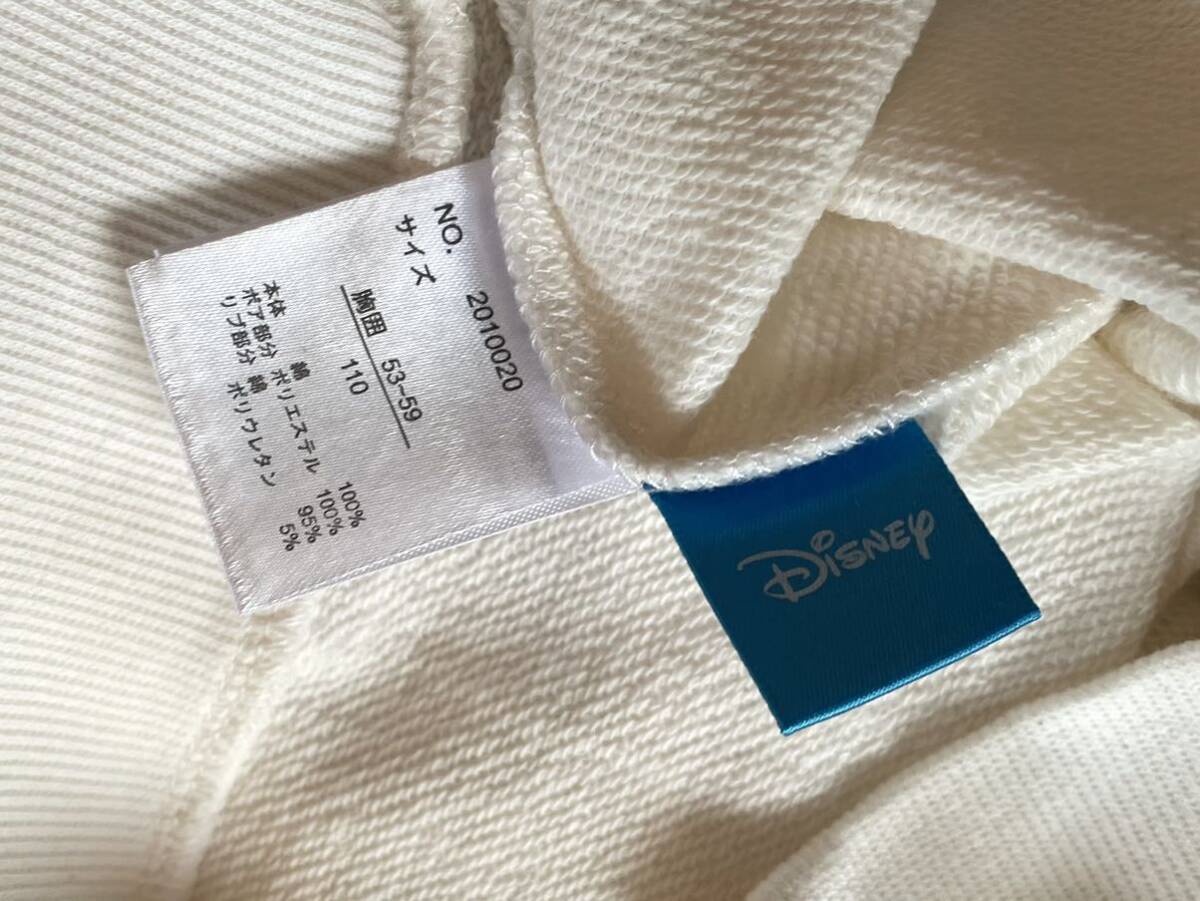 NO. 2010020
サイズ
胸囲 53-59
110
本体 綿 100%
ボア部分 ポリエステル 100%
リブ部分 綿 95%
ポリウレタン 5%
Disney